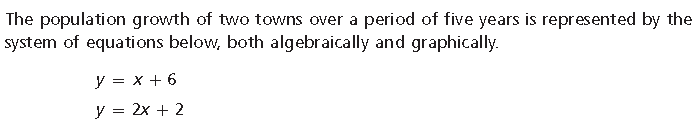 The population growth of two towns over a period of five years is represented by the
system of equations below, both algebraically and graphically.
y = x + 6
y = 2x + 2